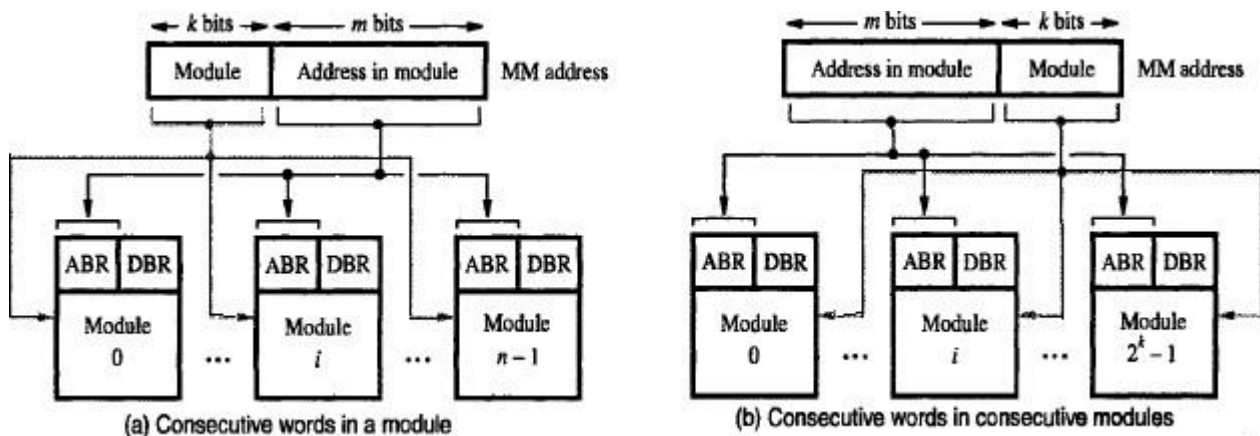 k bits m bits
Module Address in module MM address
ABR DBR ABR DBR ABR DBR
Module Module Module
0 ... i ... n – 1
(a) Consecutive words in a module
m bits k bits
Address in module Module MM address
ABR DBR ABR DBR ABR DBR
Module Module Module
0 ... i ... 2^k – 1
(b) Consecutive words in consecutive modules